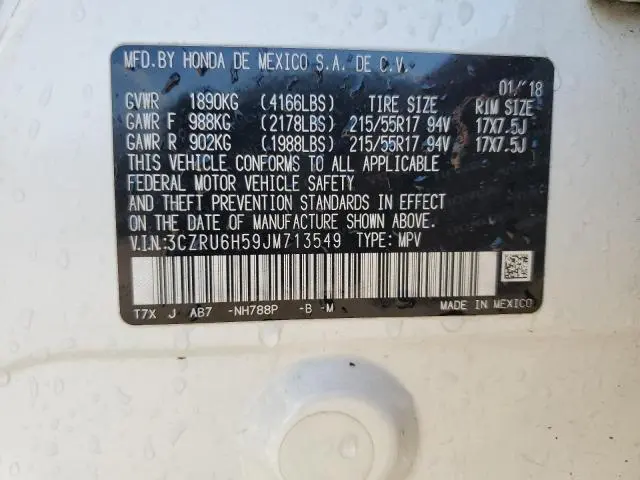 MFD.BY HONDA DE MEXICO S.A. DE C.V.
01/'18
GVWR 1890KG (4166LBS) TIRE SIZE RIM SIZE
GAWR F 988KG (2178LBS) 215/55R17 94V 17X7.5J
GAWR R 902KG (1988LBS) 215/55R17 94V 17X7.5J
THIS VEHICLE CONFORMS TO ALL APPLICABLE
FEDERAL MOTOR VEHICLE SAFETY
AND THEFT PREVENTION STANDARDS IN EFFECT
ON THE DATE OF MANUFACTURE SHOWN ABOVE.
V.I.N:3CZRU6H59JM713549 TYPE:MPV
T7X J AB7 -NH788P -B -M MADE IN MEXICO